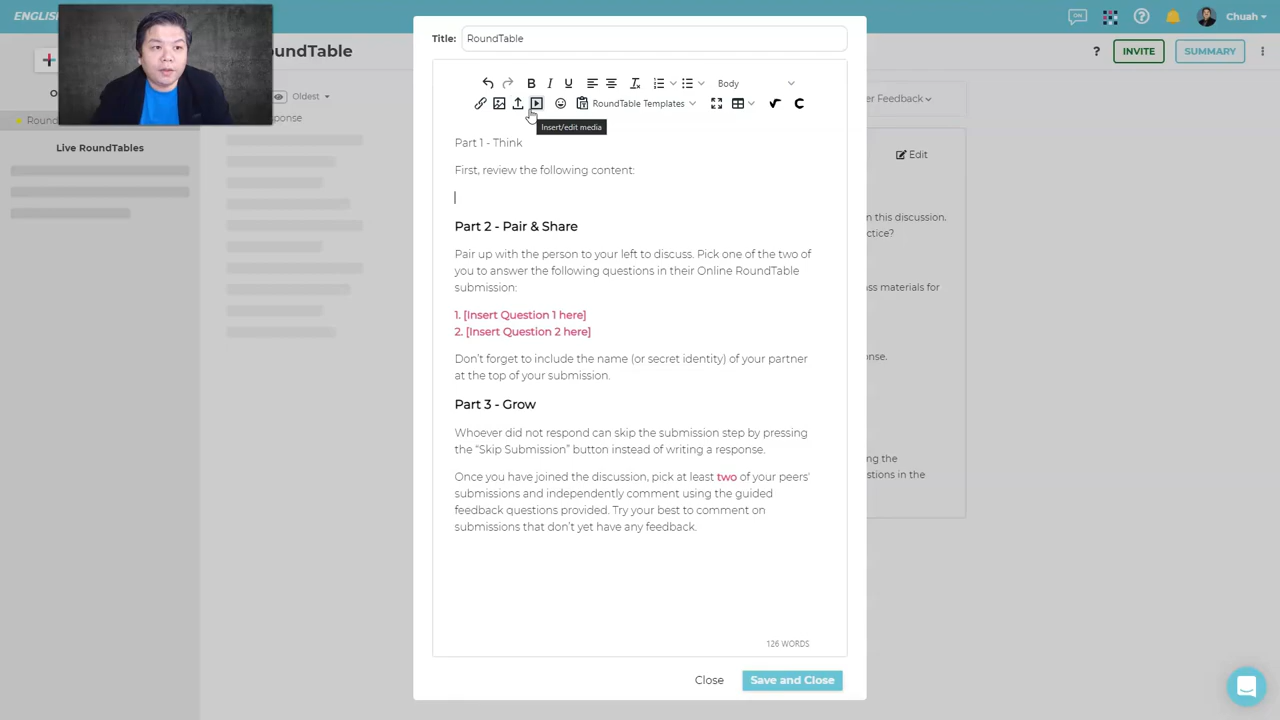 ENGLIS
Chuah
RoundTable
?
INVITE
SUMMARY
Title:
RoundTable
Body
RoundTable Templates
Insert/edit media
Oldest
er Feedback
Round
ponse
Live RoundTables
Edit
Part 1 - Think
First, review the following content:
Part 2 - Pair & Share
Pair up with the person to your left to discuss. Pick one of the two of
you to answer the following questions in their Online RoundTable
submission:
1. [Insert Question 1 here]
2. [Insert Question 2 here]
Don't forget to include the name (or secret identity) of your partner
at the top of your submission.
Part 3 - Grow
Whoever did not respond can skip the submission step by pressing
the “Skip Submission” button instead of writing a response.
Once you have joined the discussion, pick at least two of your peers'
submissions and independently comment using the guided
feedback questions provided. Try your best to comment on
submissions that don't yet have any feedback.
n this discussion.
ctice?
ss materials for
nse.
ng the
estions in the
126 WORDS
Close
Save and Close